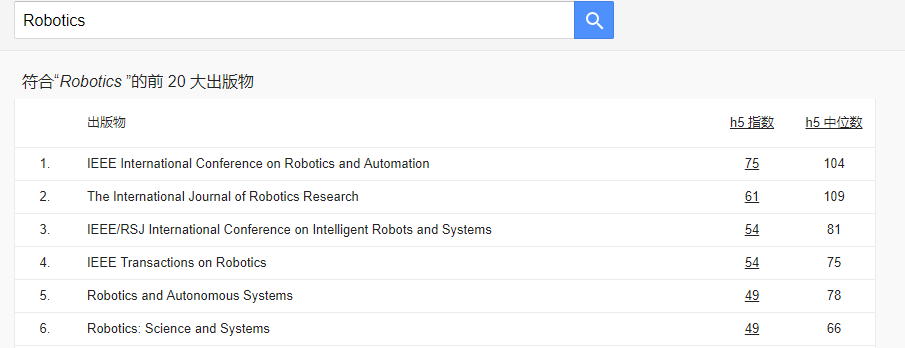 Robotics
符合“Robotics ”的前 20 大出版物
出版物 h5 指数 h5 中位数
1. IEEE International Conference on Robotics and Automation 75 104
2. The International Journal of Robotics Research 61 109
3. IEEE/RSJ International Conference on Intelligent Robots and Systems 54 81
4. IEEE Transactions on Robotics 54 75
5. Robotics and Autonomous Systems 49 78
6. Robotics: Science and Systems 49 66